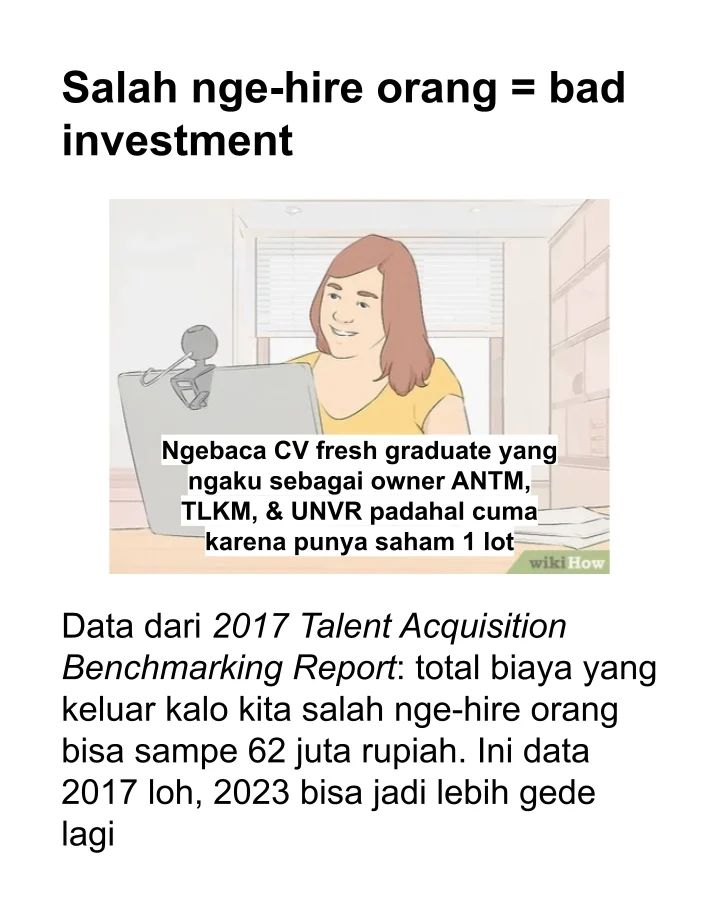 Salah nge-hire orang = bad
investment
Ngebaca CV fresh graduate yang
ngaku sebagai owner ANTM,
TLKM, & UNVR padahal cuma
karena punya saham 1 lot
wikiHow
Data dari 2017 Talent Acquisition
Benchmarking Report: total biaya yang
keluar kalo kita salah nge-hire orang
bisa sampe 62 juta rupiah. Ini data
2017 loh, 2023 bisa jadi lebih gede
lagi